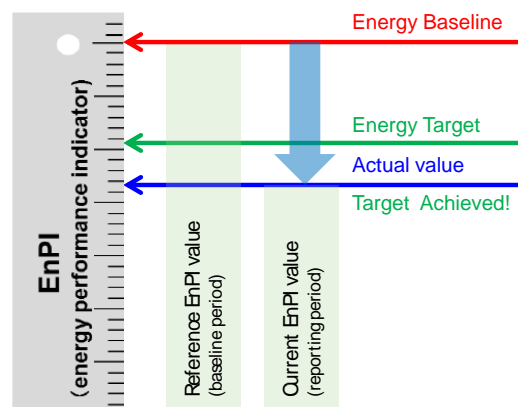 Energy Baseline
Energy Target
Actual value
Target Achieved!
EnPI
(energy performance indicator)
Reference EnPI value
(baseline period)
Current EnPI value
(reporting period)